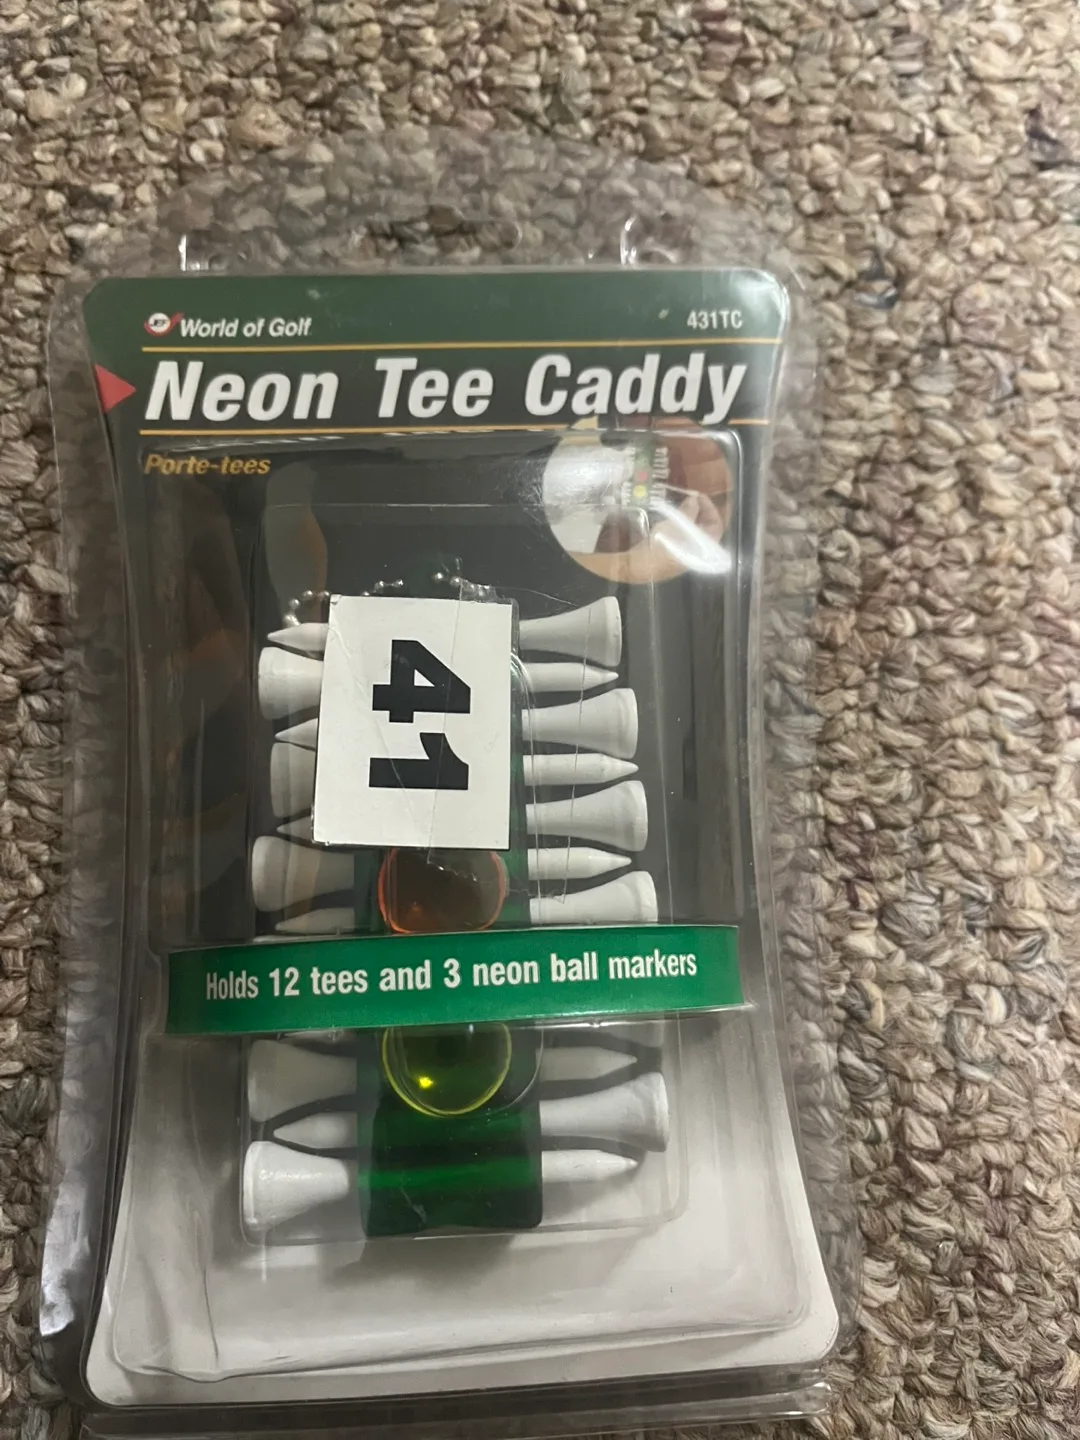 World of Golf
431TC
Neon Tee Caddy
Porte-tees
41
Holds 12 tees and 3 neon ball markers